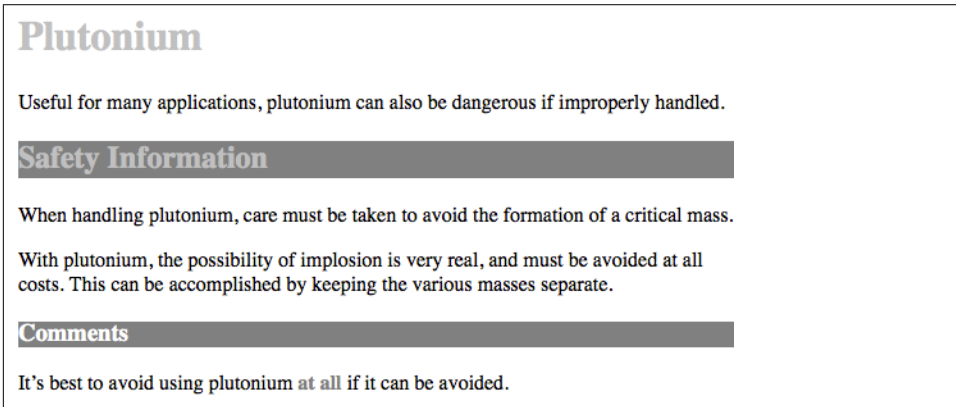 Plutonium
Useful for many applications, plutonium can also be dangerous if improperly handled.
Safety Information
When handling plutonium, care must be taken to avoid the formation of a critical mass.
With plutonium, the possibility of implosion is very real, and must be avoided at all
costs. This can be accomplished by keeping the various masses separate.
Comments
It’s best to avoid using plutonium at all if it can be avoided.